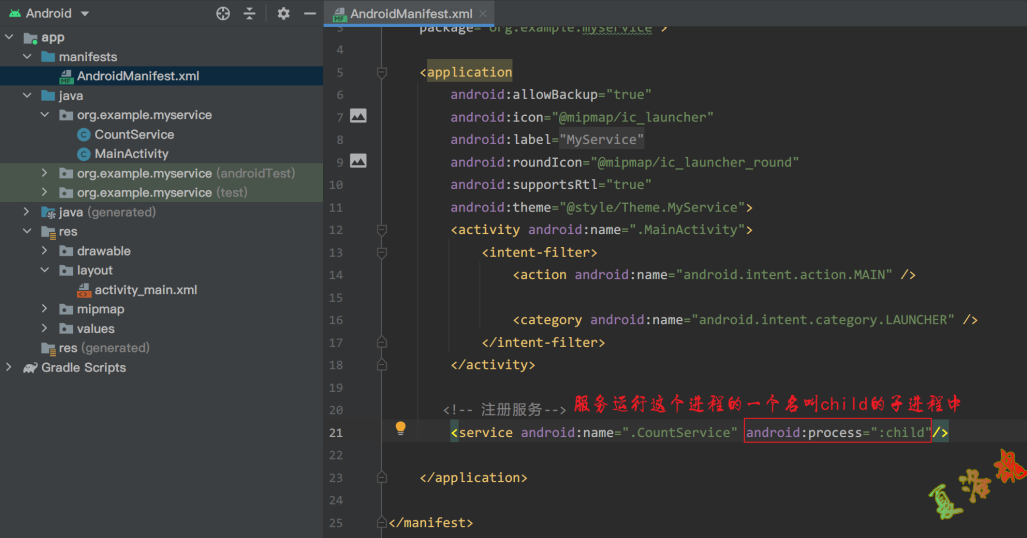 Android
AndroidManifest.xml
app
manifests
AndroidManifest.xml
java
org.example.myservice
CountService
MainActivity
org.example.myservice (androidTest)
org.example.myservice (test)
java (generated)
res
drawable
layout
activity_main.xml
mipmap
values
res (generated)
Gradle Scripts
3 package="org.example.myservice">
4
5 <application
6 android:allowBackup="true"
7 android:icon="@mipmap/ic_launcher"
8 android:label="MyService"
9 android:roundIcon="@mipmap/ic_launcher_round"
10 android:supportsRtl="true"
11 android:theme="@style/Theme.MyService">
12 <activity android:name=".MainActivity">
13 <intent-filter>
14 <action android:name="android.intent.action.MAIN" />
15
16 <category android:name="android.intent.category.LAUNCHER" />
17 </intent-filter>
18 </activity>
19
20 <!-- 注册服务--> 服务运行这个进程的一个名叫child的子进程中
21 <service android:name=".CountService" android:process=":child"/>
22
23 </application>
24
25 </manifest>